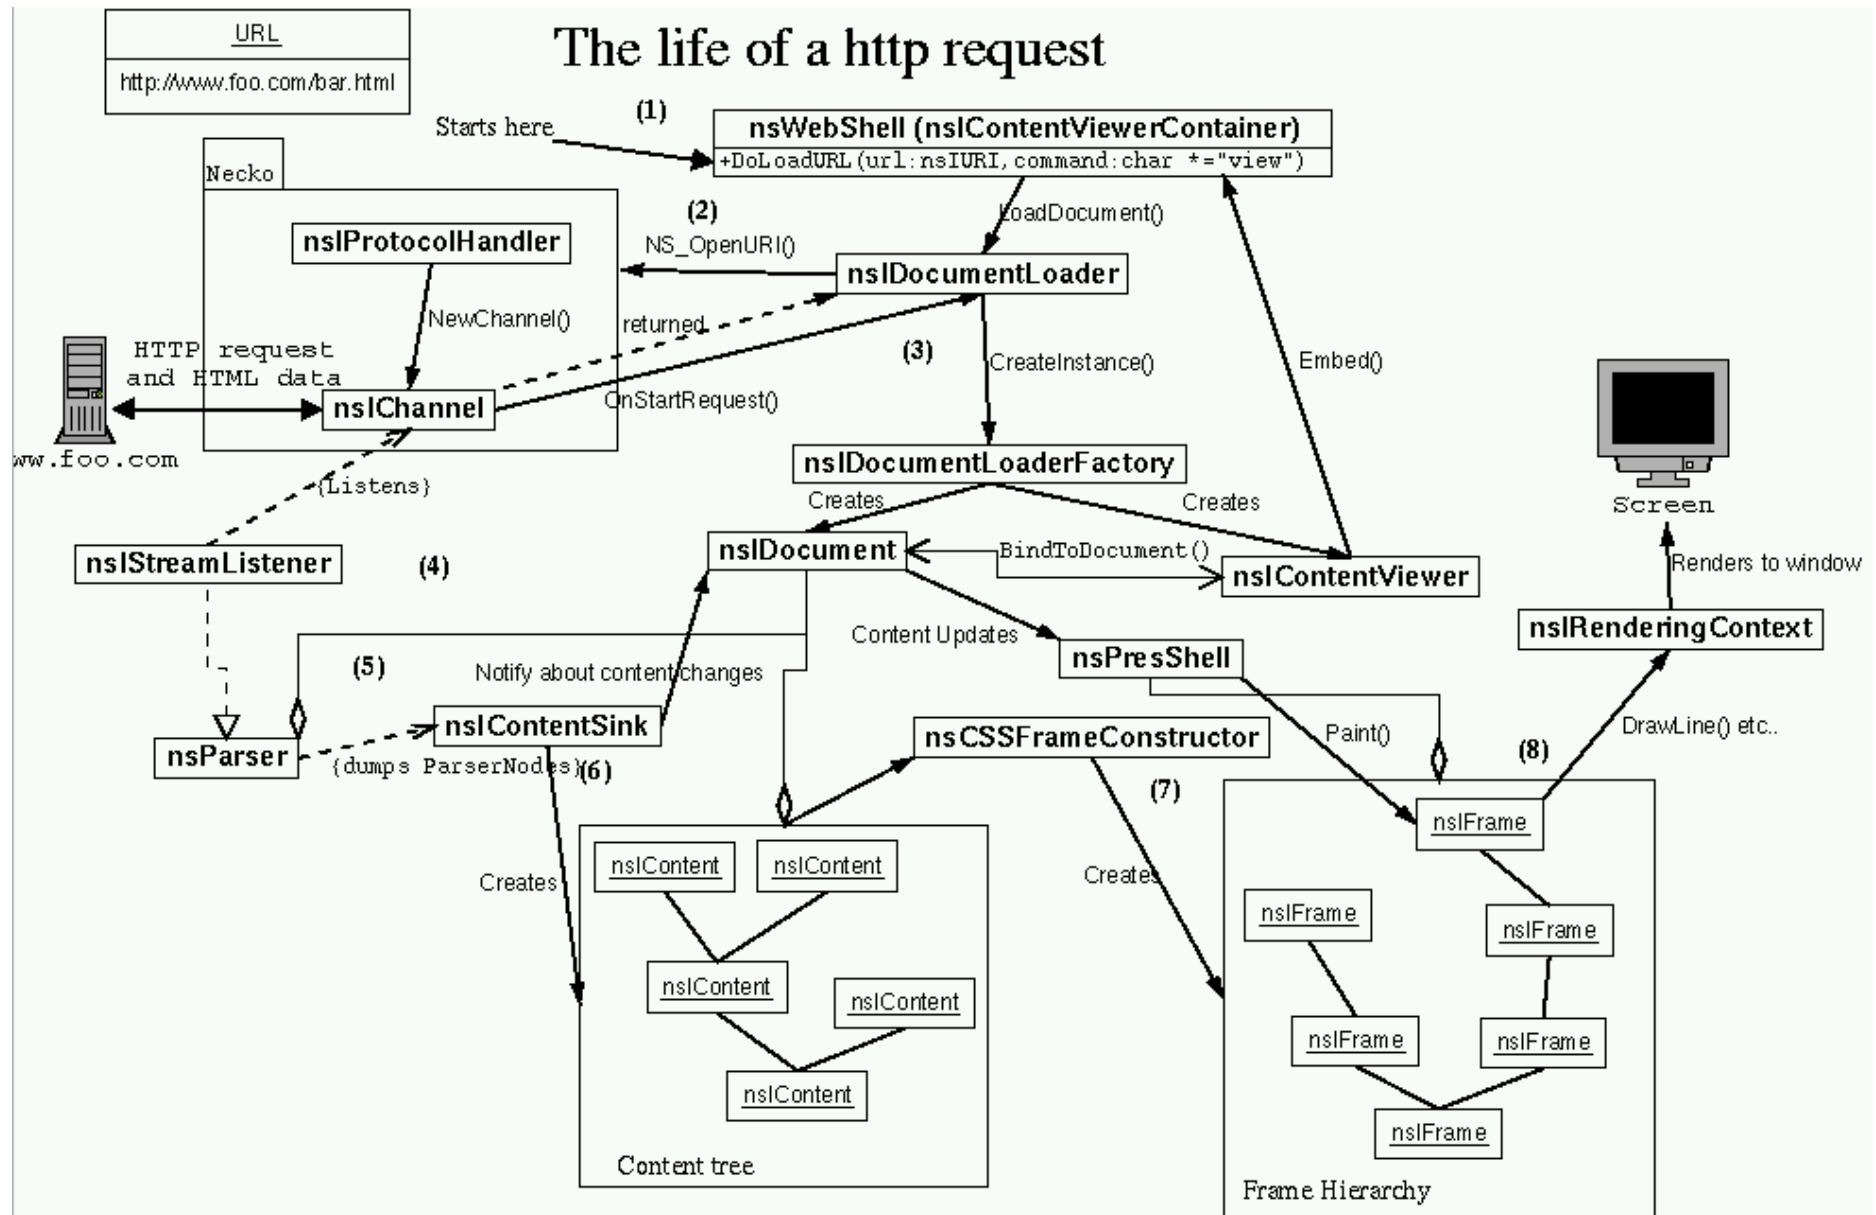 URL
http://www.foo.com/bar.html
The life of a http request
(1)
Starts here
nsWebShell (nsIContentViewerContainer)
+DoLoadURL(url:nsIURI, command:char *="view")
Necko
(2)
LoadDocument()
nsIProtocolHandler
NS_OpenURI()
nsIDocumentLoader
NewChannel()
returned
HTTP request
and HTML data
(3)
CreateInstance()
Embed()
nsIChannel
OnStartRequest()
ww.foo.com
{Listens}
nsIDocumentLoaderFactory
Creates
Creates
Screen
nsIStreamListener
(4)
nsIDocument
BindToDocument()
nsIContentViewer
Renders to window
nsIRenderingContext
Content Updates
nsPresShell
(5)
Notify about content changes
nsIContentSink
nsCSSFrameConstructor
Paint()
DrawLine() etc..
nsParser
{dumps ParserNodes}
(6)
(7)
(8)
nsIFrame
Creates
nsIContent
nsIContent
Creates
nsIFrame
nsIFrame
nsIContent
nsIContent
nsIFrame
nsIFrame
nsIContent
nsIFrame
Content tree
Frame Hierarchy